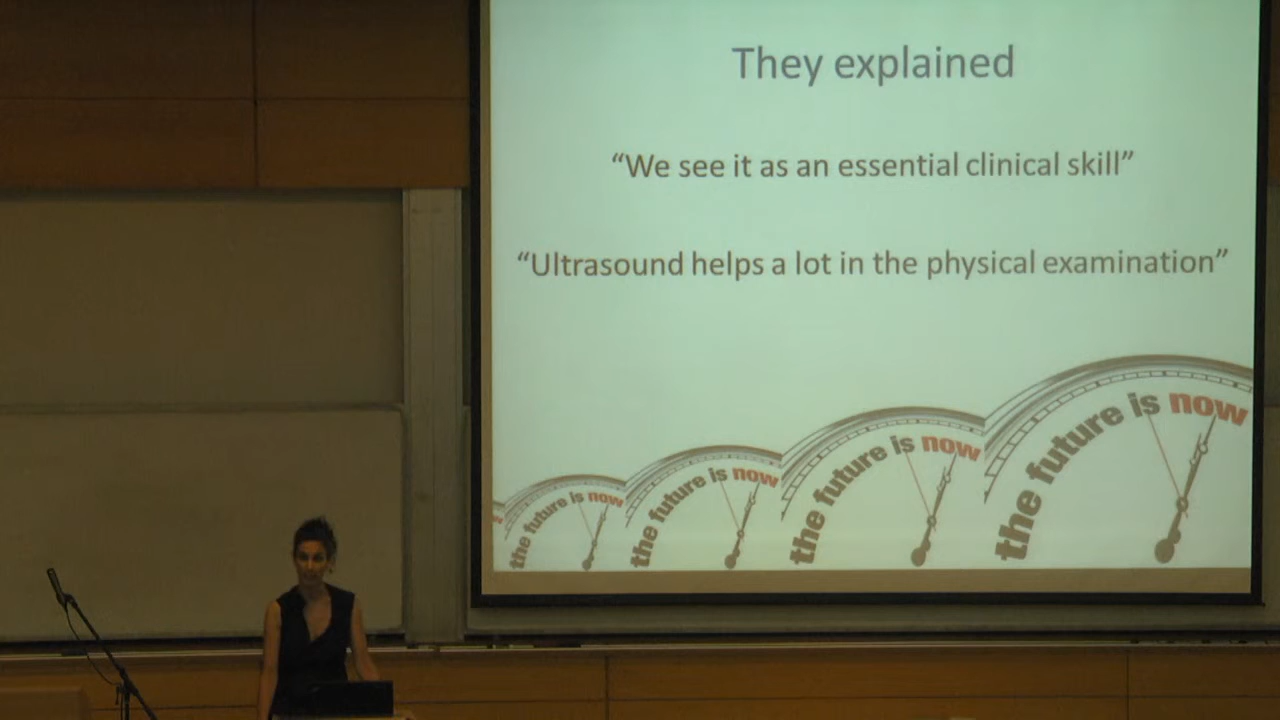 They explained
“We see it as an essential clinical skill”
“Ultrasound helps a lot in the physical examination”
the future is now
the future is now
the future is now
the future is now